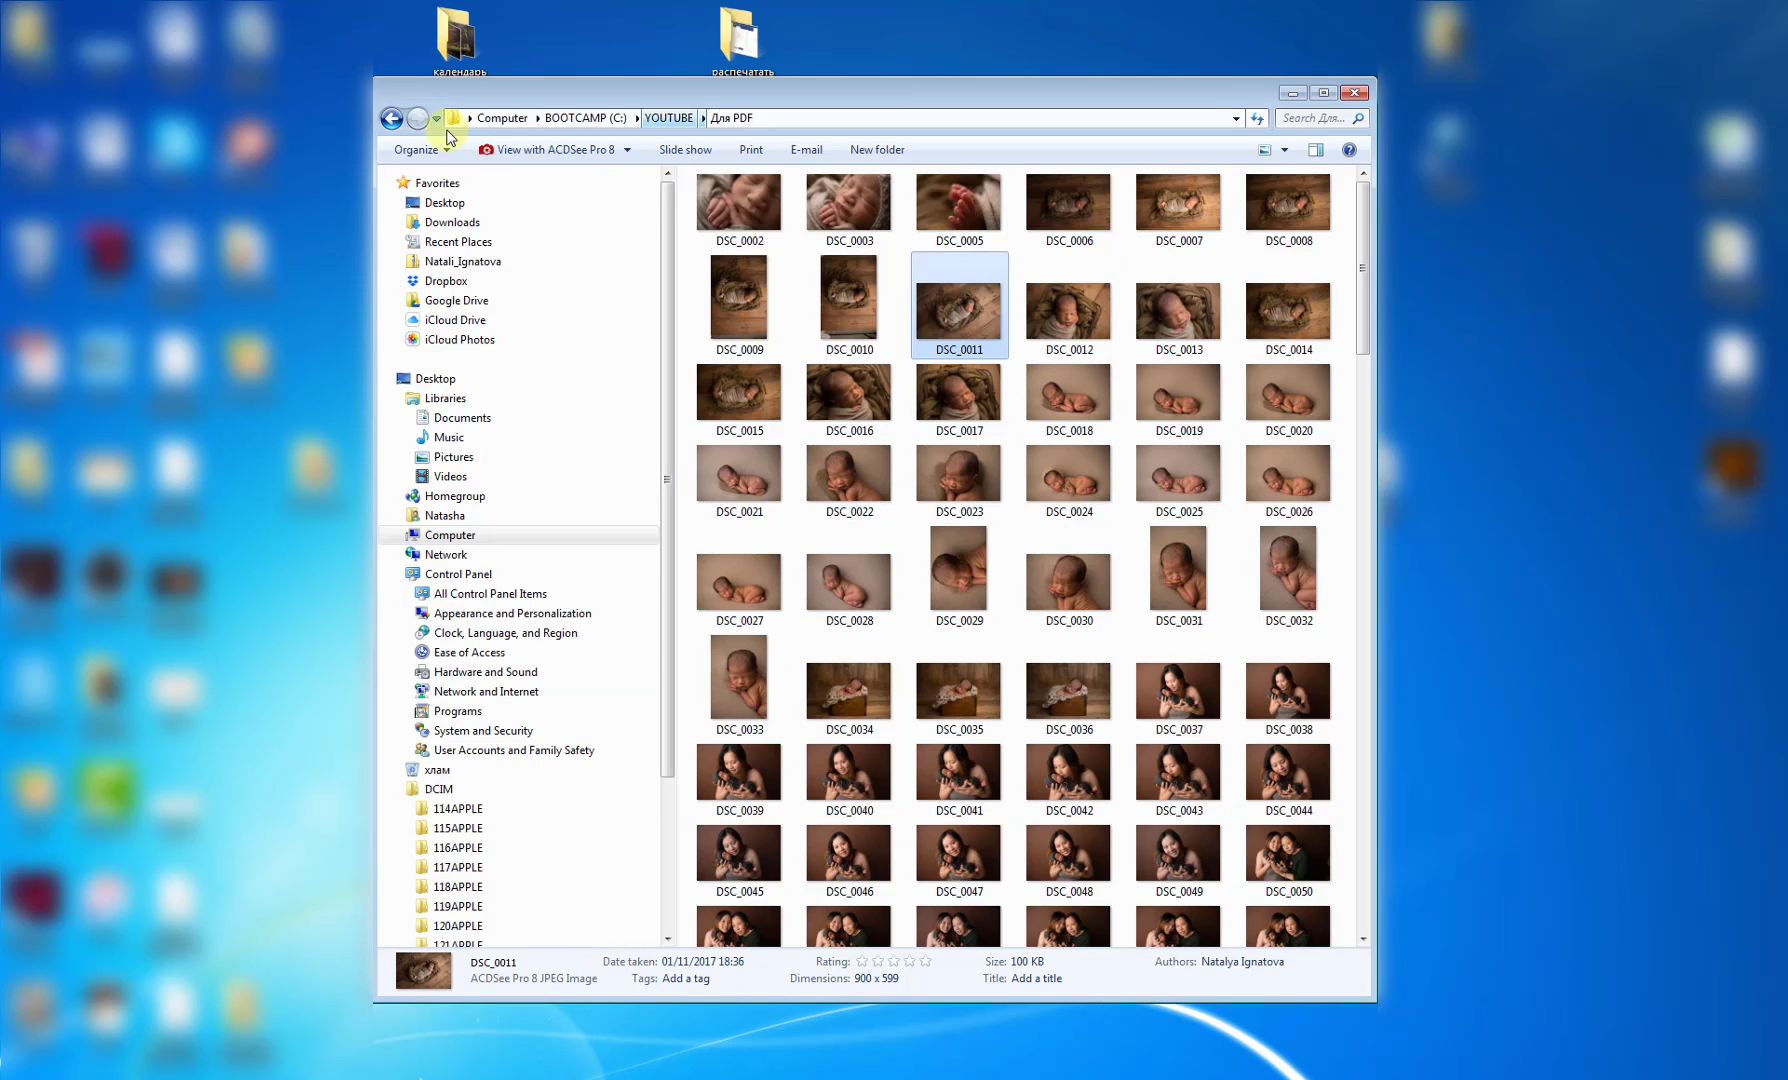 календарь
распечатать
Computer
BOOTCAMP (C:)
YOUTUBE
Для PDF
Search Для...
Organize
View with ACDSee Pro 8
Slide show
Print
E-mail
New folder
Favorites
Desktop
Downloads
Recent Places
Natali_Ignatova
Dropbox
Google Drive
iCloud Drive
iCloud Photos
Desktop
Libraries
Documents
Music
Pictures
Videos
Homegroup
Natasha
Computer
Network
Control Panel
All Control Panel Items
Appearance and Personalization
Clock, Language, and Region
Ease of Access
Hardware and Sound
Network and Internet
Programs
System and Security
User Accounts and Family Safety
хлам
DCIM
114APPLE
115APPLE
116APPLE
117APPLE
118APPLE
119APPLE
120APPLE
121APPLE
DSC_0002 DSC_0003 DSC_0005 DSC_0006 DSC_0007 DSC_0008
DSC_0009 DSC_0010 DSC_0011 DSC_0012 DSC_0013 DSC_0014
DSC_0015 DSC_0016 DSC_0017 DSC_0018 DSC_0019 DSC_0020
DSC_0021 DSC_0022 DSC_0023 DSC_0024 DSC_0025 DSC_0026
DSC_0027 DSC_0028 DSC_0029 DSC_0030 DSC_0031 DSC_0032
DSC_0033 DSC_0034 DSC_0035 DSC_0036 DSC_0037 DSC_0038
DSC_0039 DSC_0040 DSC_0041 DSC_0042 DSC_0043 DSC_0044
DSC_0045 DSC_0046 DSC_0047 DSC_0048 DSC_0049 DSC_0050
DSC_0011 Date taken: 01/11/2017 18:36 Rating: Size: 100 KB Authors: Natalya Ignatova
ACDSee Pro 8 JPEG Image Tags: Add a tag Dimensions: 900 x 599 Title: Add a title